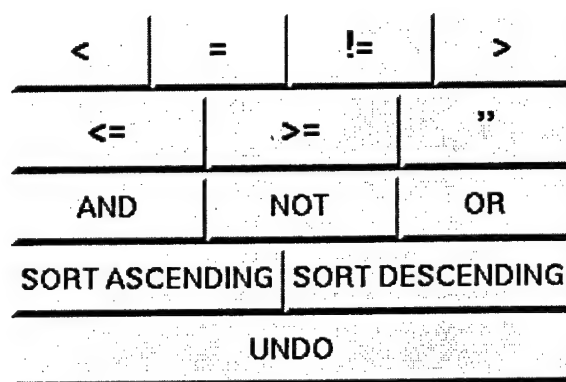 < = != >
<= >= ”
AND NOT OR
SORT ASCENDING SORT DESCENDING
UNDO